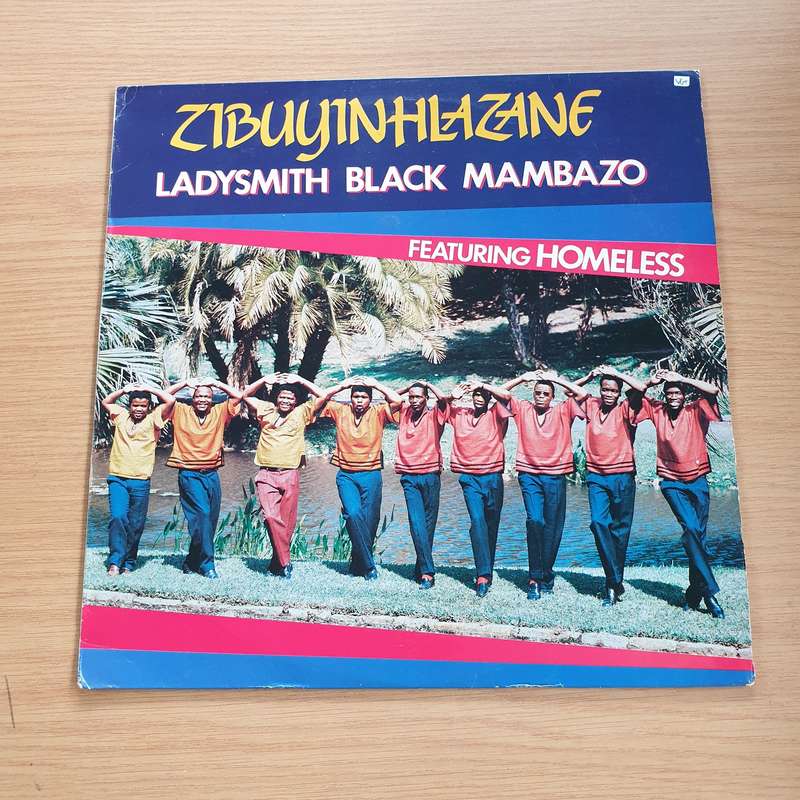 ZIBUYINHLAZANE
LADYSMITH BLACK MAMBAZO
FEATURING HOMELESS